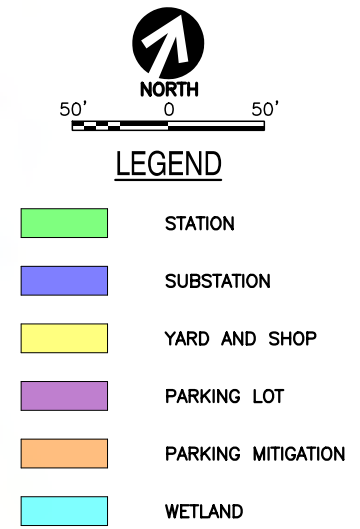 NORTH
50' 0 50'
LEGEND
STATION
SUBSTATION
YARD AND SHOP
PARKING LOT
PARKING MITIGATION
WETLAND